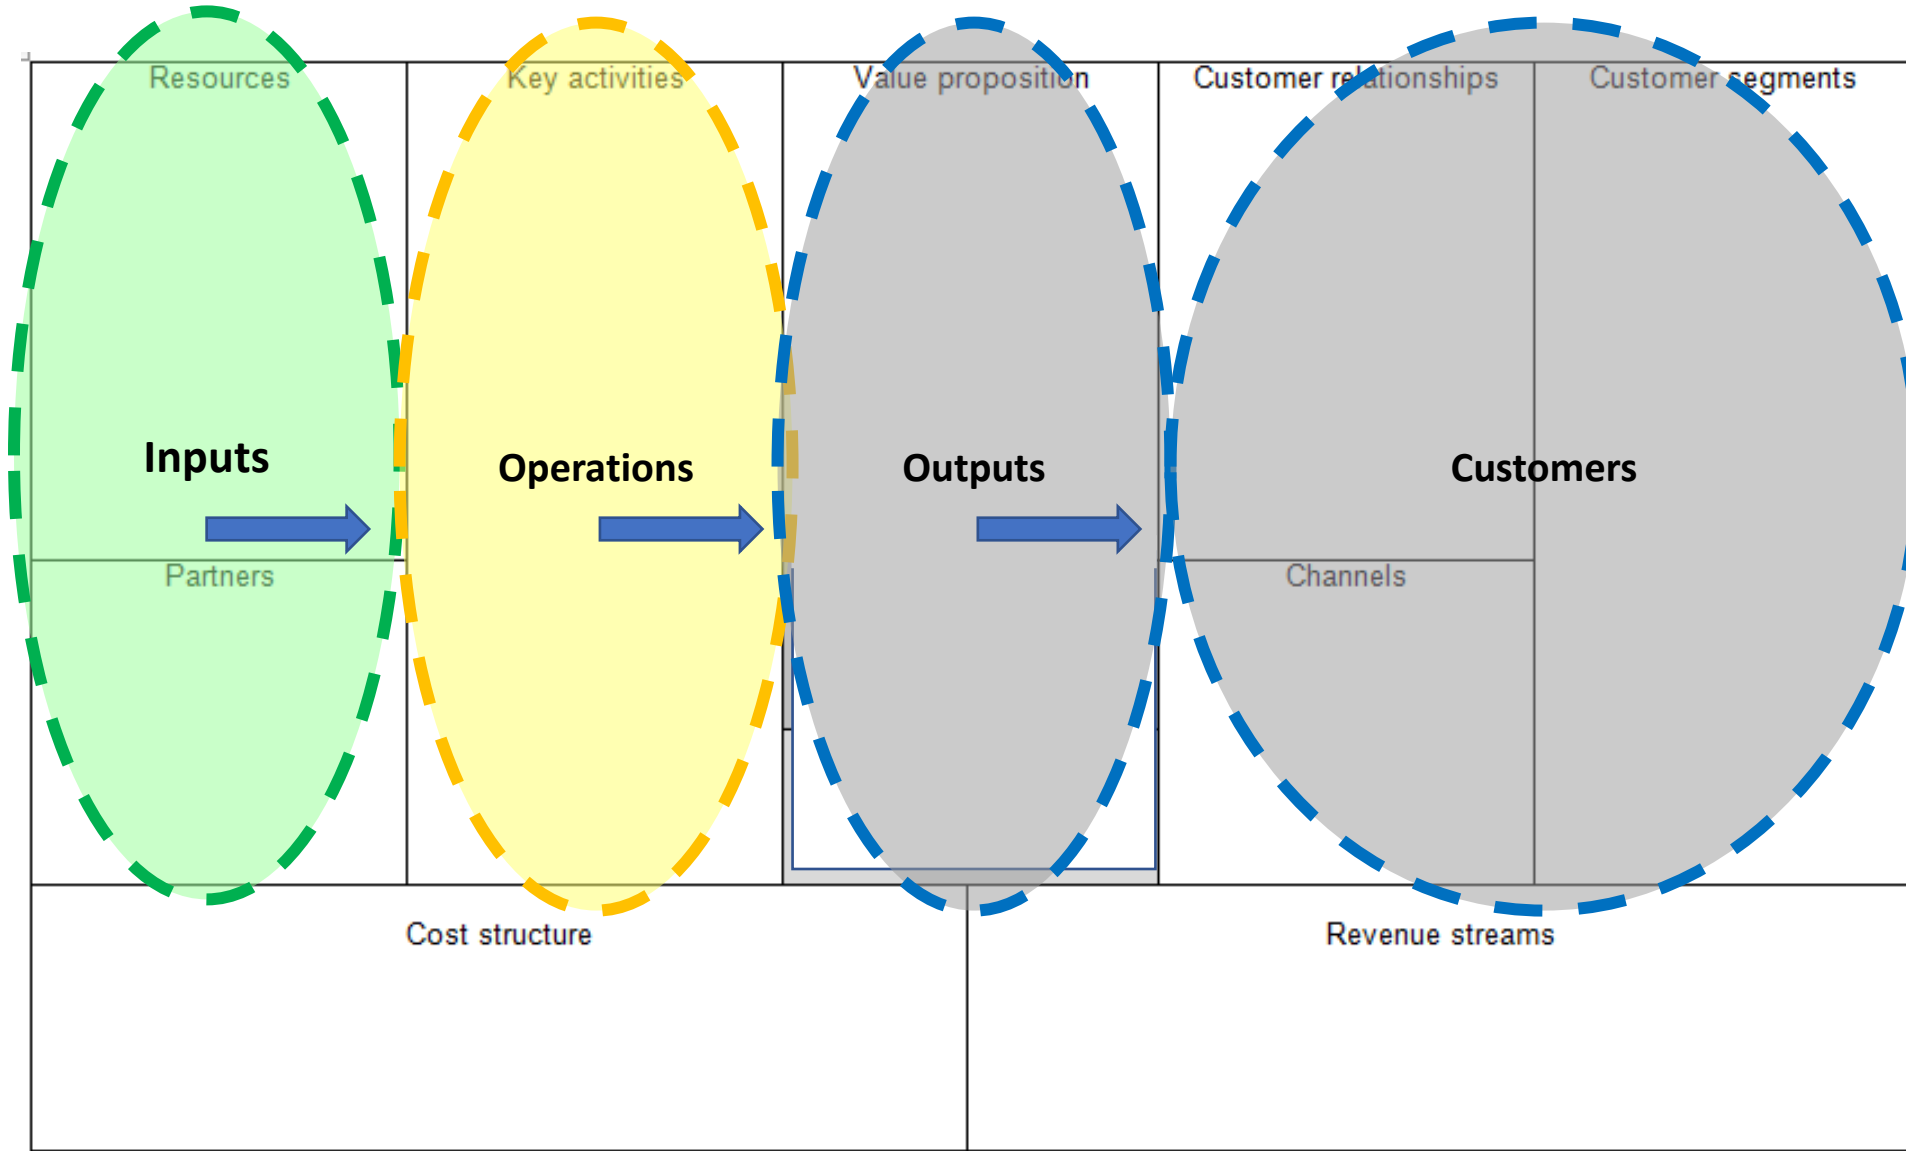 Resources
Key activities
Value proposition
Customer relationships
Customer segments
Inputs
Operations
Outputs
Customers
Partners
Channels
Cost structure
Revenue streams